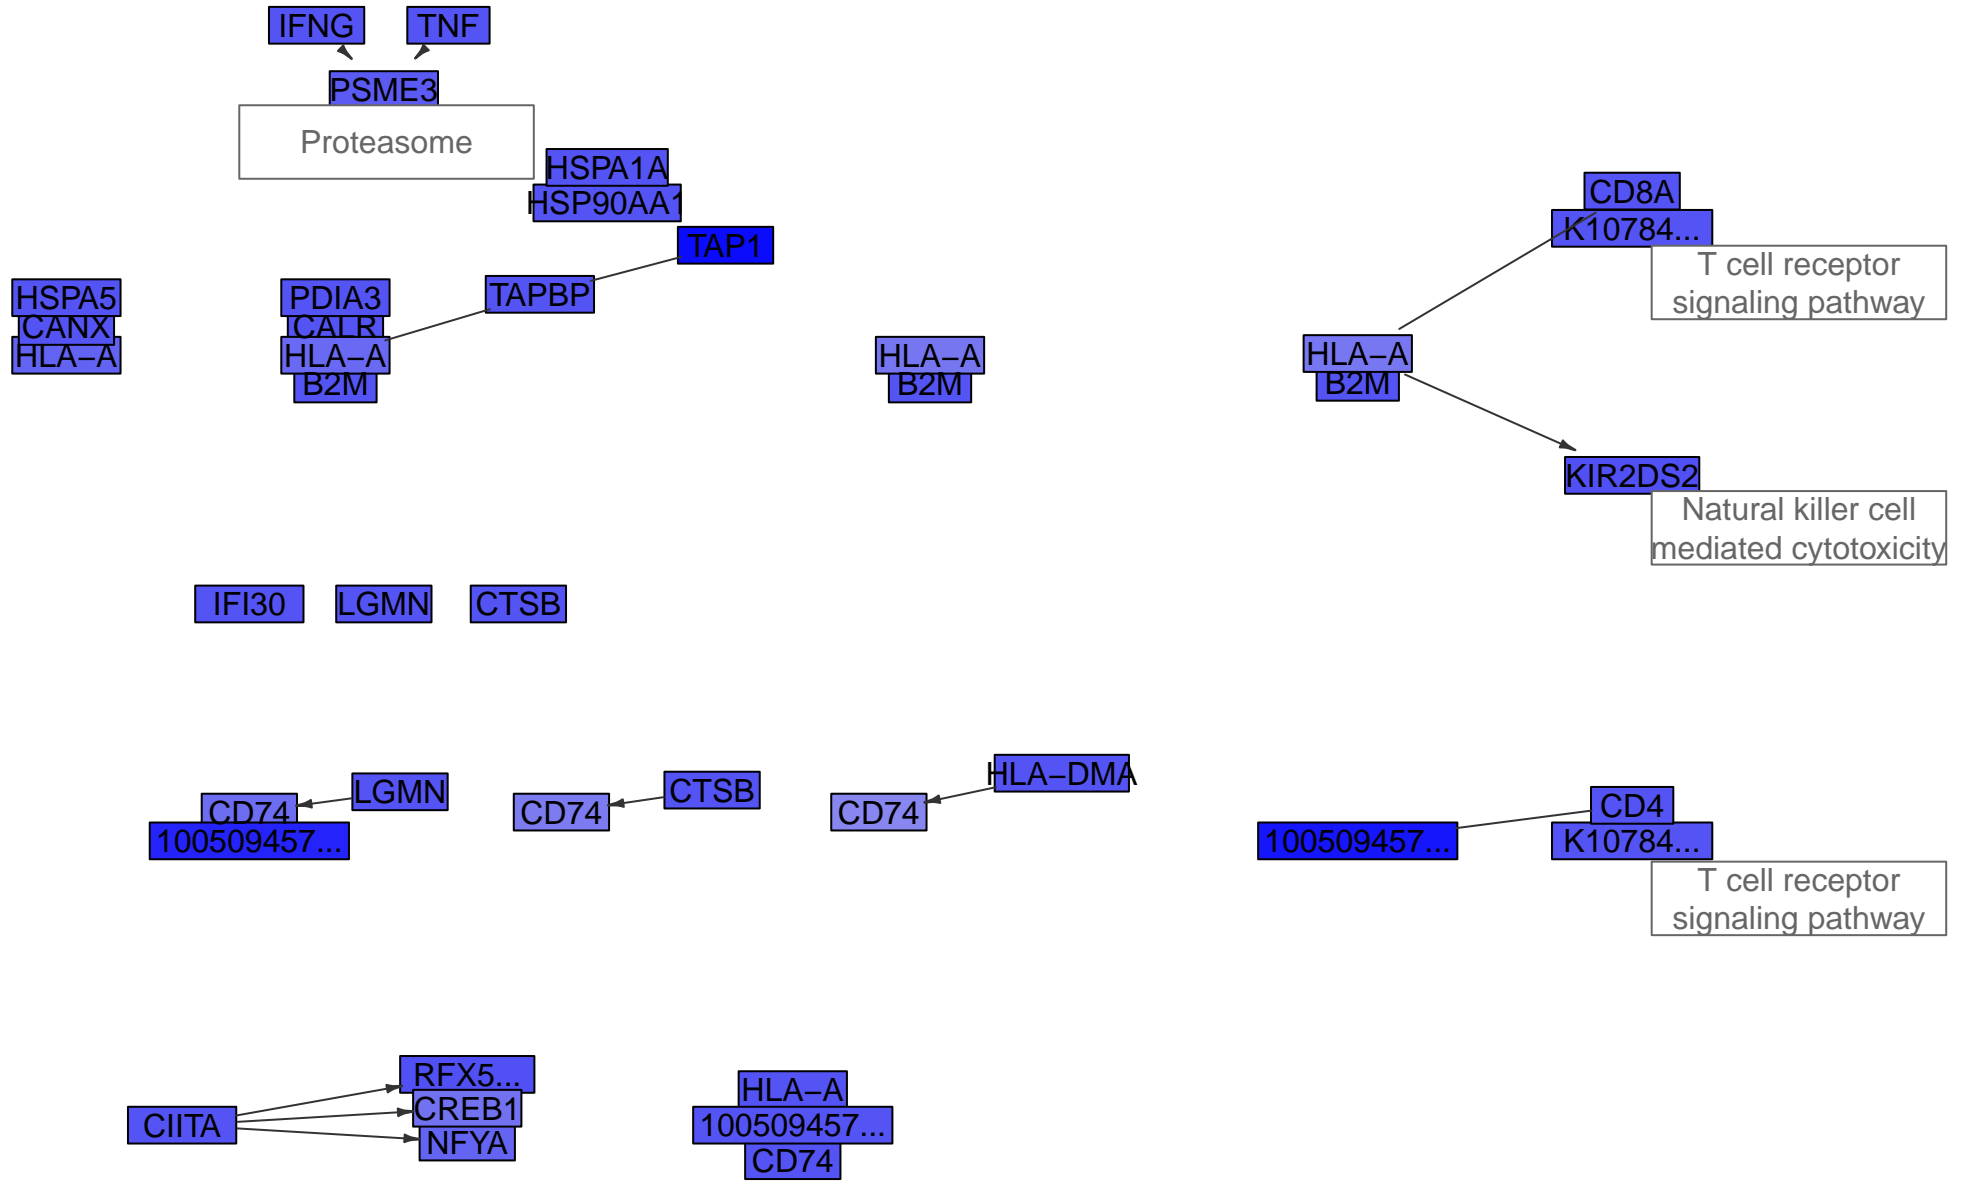 IFNG
TNF
PSME3
Proteasome
HSPA1A
HSP90AA1
CD8A
K10784...
TAP1
T cell receptor
signaling pathway
HSPA5
PDIA3
TAPBP
CANX
CALR
HLA−A
HLA−A
HLA−A
HLA−A
B2M
B2M
B2M
KIR2DS2
Natural killer cell
mediated cytotoxicity
IFI30
LGMN
CTSB
LGMN
CTSB
HLA−DMA
CD74
CD74
CD74
CD4
100509457...
100509457...
K10784...
T cell receptor
signaling pathway
RFX5...
HLA−A
CREB1
CIITA
100509457...
NFYA
CD74